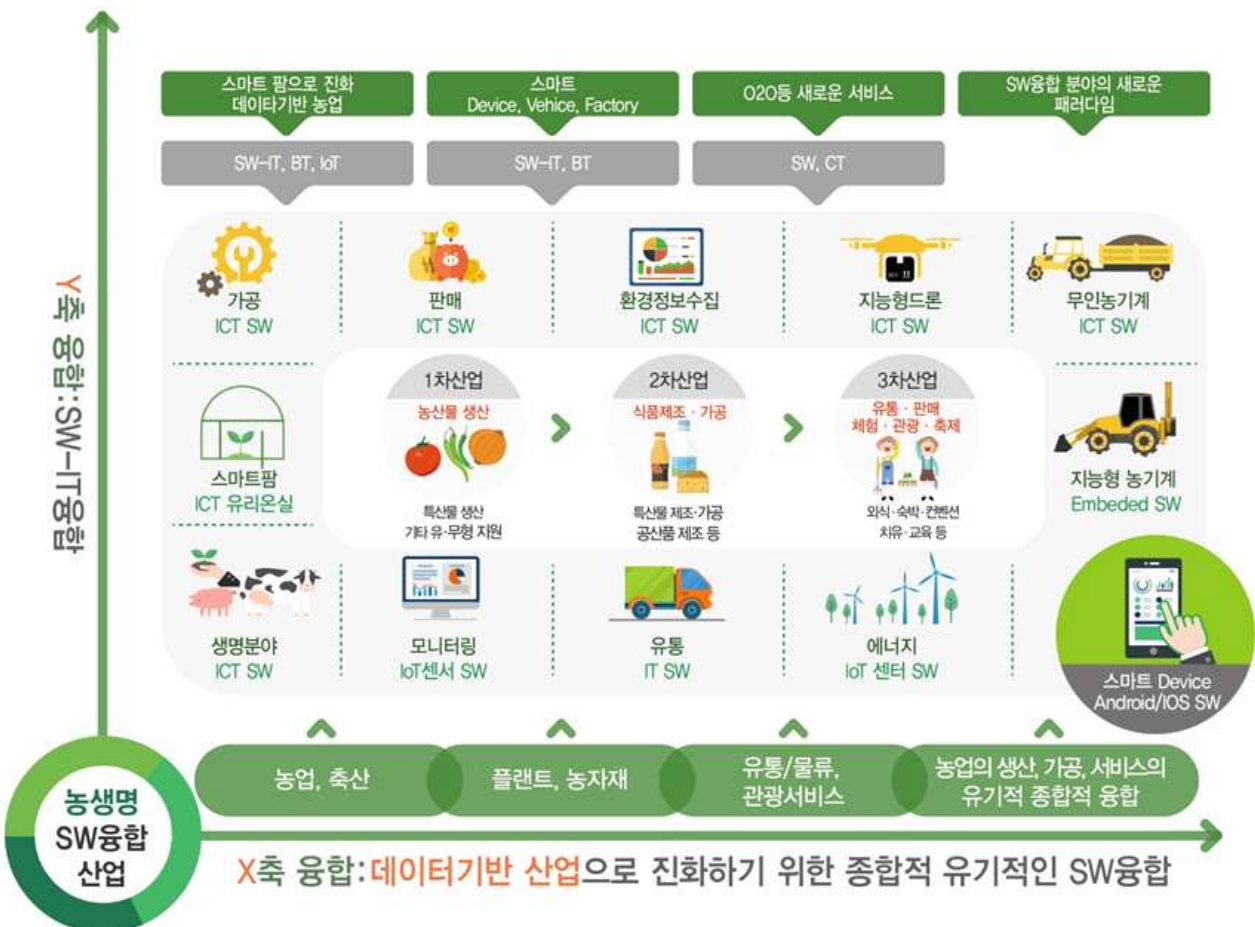 스마트 팜으로 진화
데이타기반 농업
스마트
Device, Vehice, Factory
O2O등 새로운 서비스
SW융합 분야의 새로운
패러다임
SW-IT, BT, IoT
SW-IT, BT
SW, CT
가공
ICT SW
판매
ICT SW
환경정보수집
ICT SW
지능형드론
ICT SW
무인농기계
ICT SW
Y축 융합:SW-IT융합
스마트팜
ICT 유리온실
1차산업
농산물 생산
특산물 생산
기타 유·무형 지원
2차산업
식품제조·가공
특산물 제조·가공
공산품 제조 등
3차산업
유통·판매
체험·관광·축제
외식·숙박·컨벤션
치유·교육 등
지능형 농기계
Embeded SW
생명분야
ICT SW
모니터링
IoT센서 SW
유통
IT SW
에너지
IoT 센터 SW
스마트 Device
Android/IOS SW
농업, 축산
플랜트, 농자재
유통/물류,
관광서비스
농업의 생산, 가공, 서비스의
유기적 종합적 융합
농생명
SW융합
산업
X축 융합:데이터기반 산업으로 진화하기 위한 종합적 유기적인 SW융합